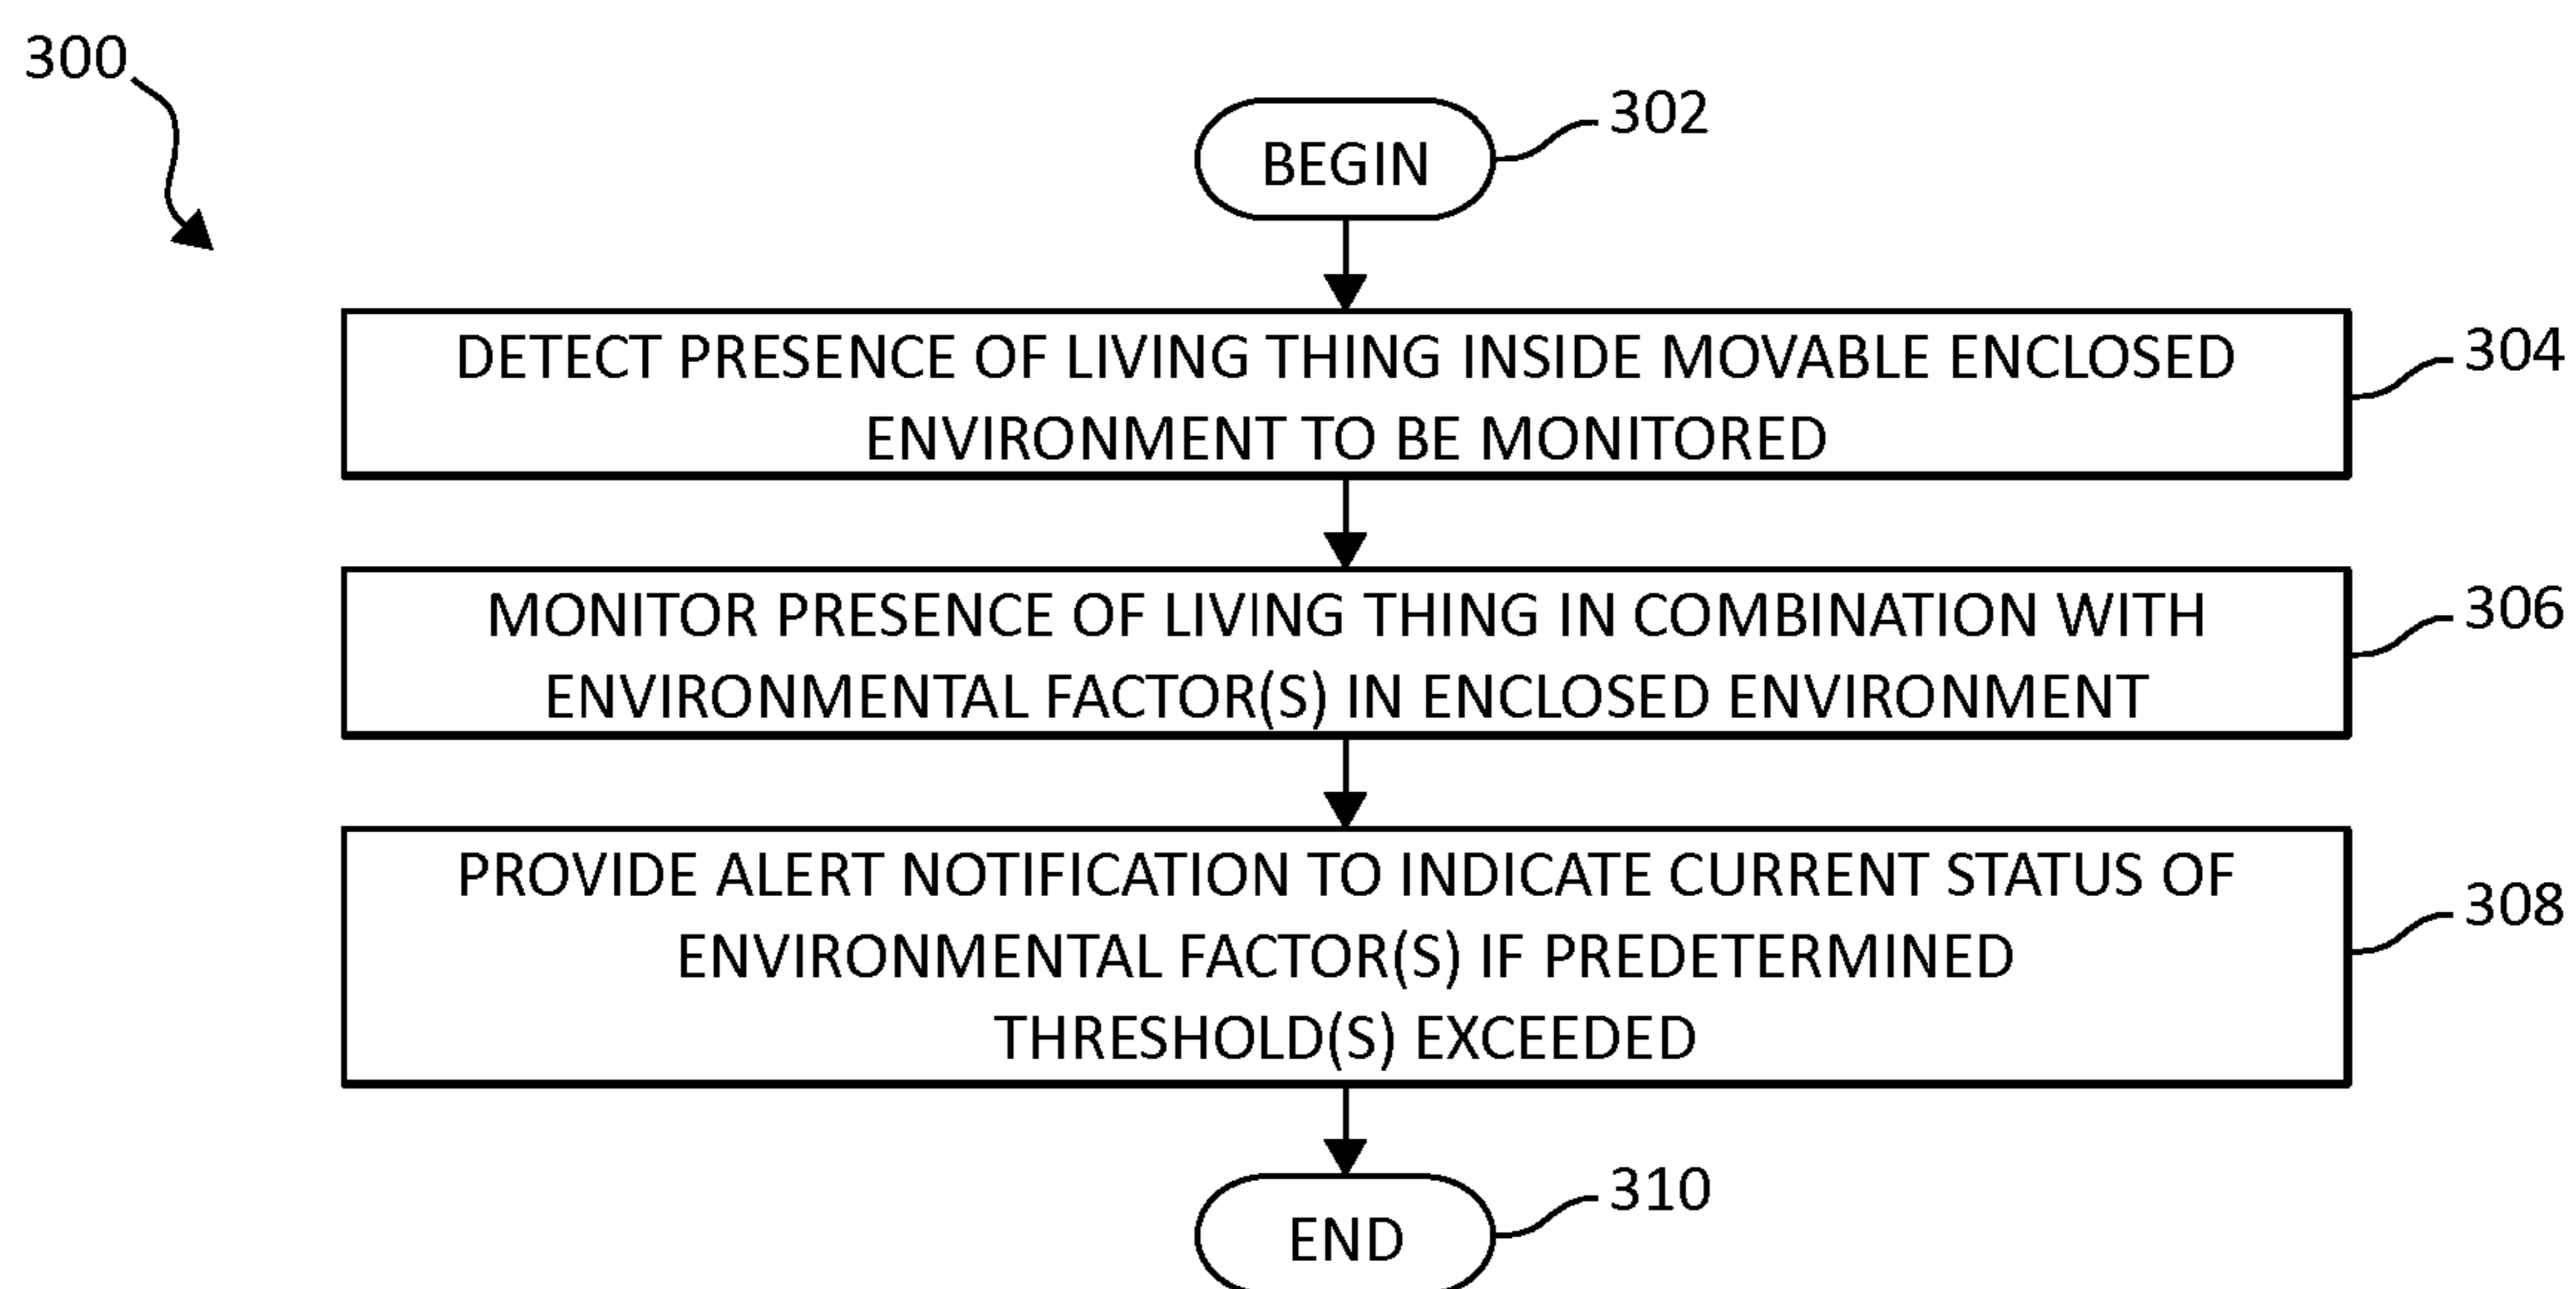 300
BEGIN
302
DETECT PRESENCE OF LIVING THING INSIDE MOVABLE ENCLOSED
ENVIRONMENT TO BE MONITORED
304
MONITOR PRESENCE OF LIVING THING IN COMBINATION WITH
ENVIRONMENTAL FACTOR(S) IN ENCLOSED ENVIRONMENT
306
PROVIDE ALERT NOTIFICATION TO INDICATE CURRENT STATUS OF
ENVIRONMENTAL FACTOR(S) IF PREDETERMINED
THRESHOLD(S) EXCEEDED
308
END
310